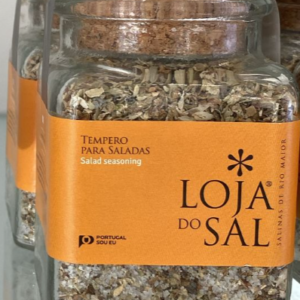 TEMPERO
PARA SALADAS
Salad seasoning
PORTUGAL
SOU EU
LOJA®
DO SAL
SALINAS DE RIO MAIOR